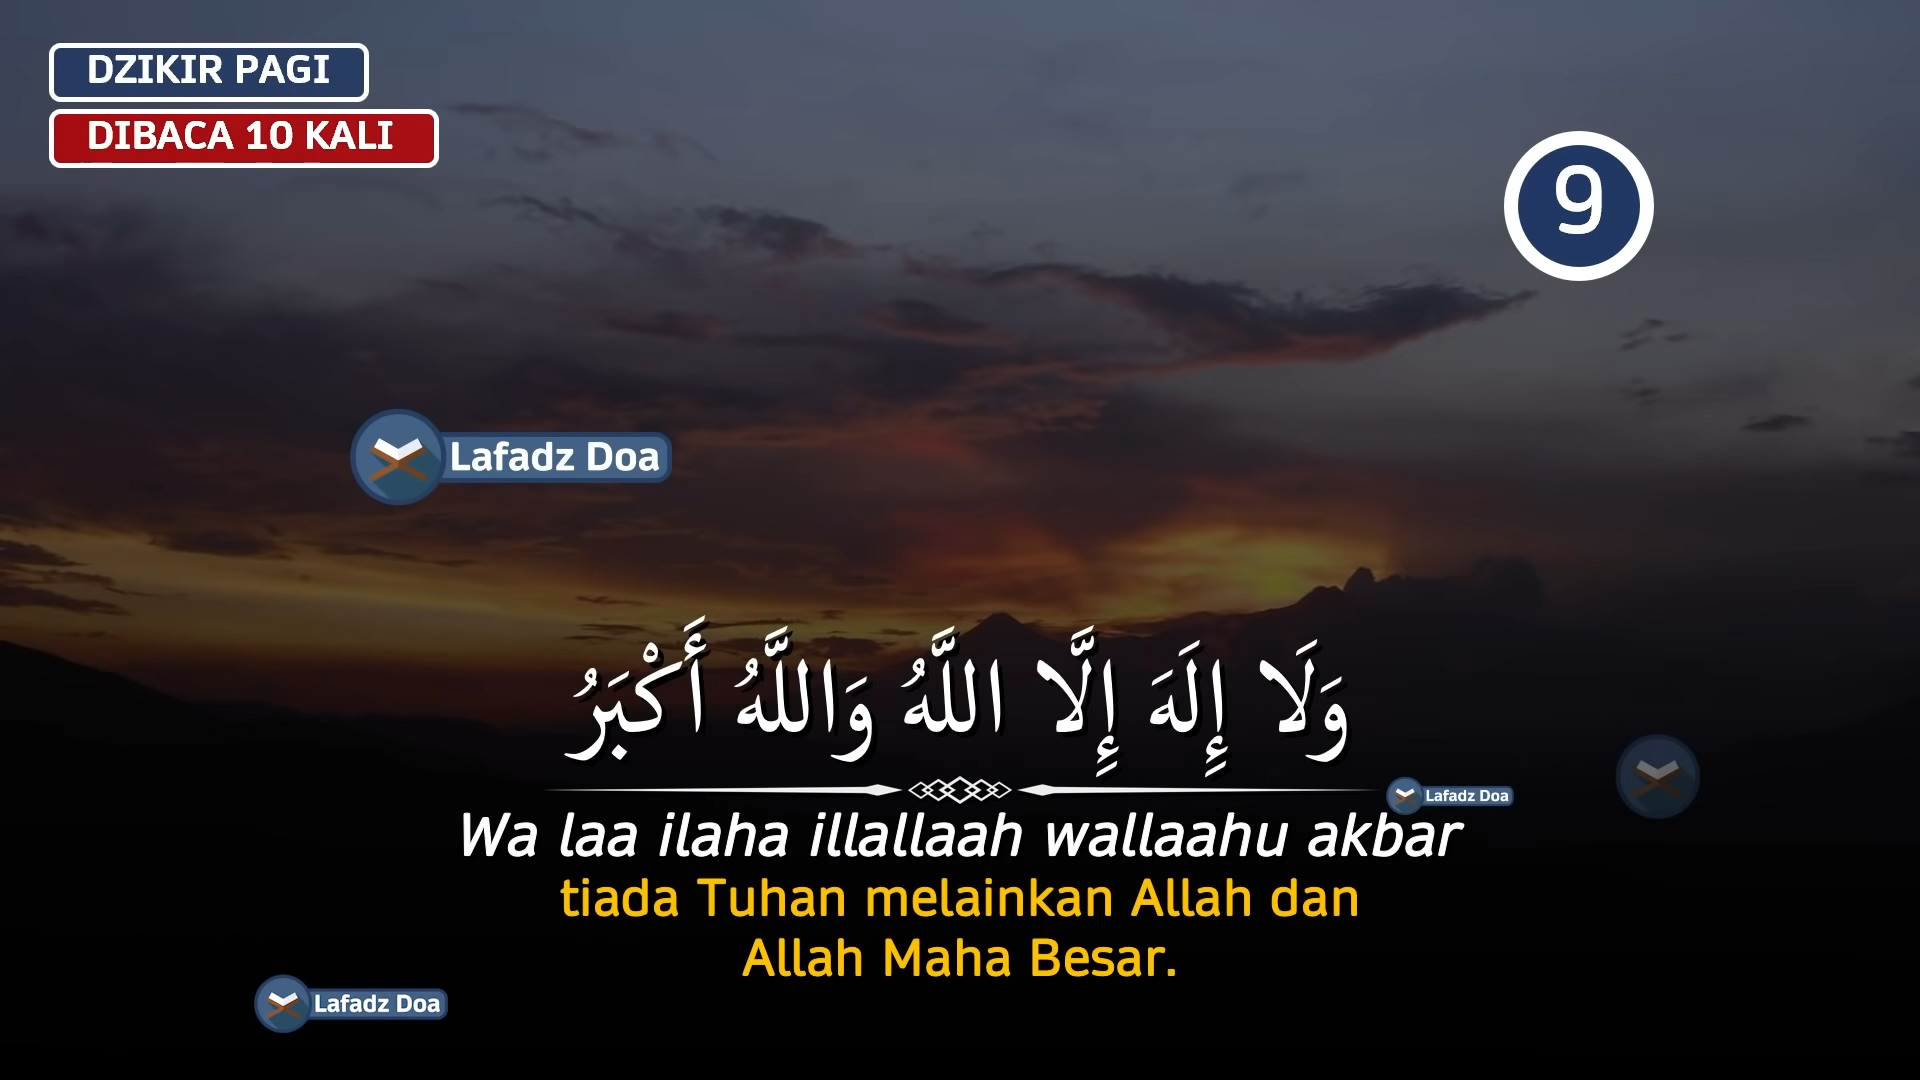 DZIKIR PAGI
DIBACA 10 KALI
9
Lafadz Doa
وَلَا إِلَهَ إِلَّا اللَّهُ وَاللَّهُ أَكْبَرُ
Lafadz Doa
Wa laa ilaha illallaah wallaahu akbar
tiada Tuhan melainkan Allah dan
Allah Maha Besar.
Lafadz Doa